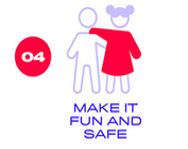 04
MAKE IT
FUN AND
SAFE